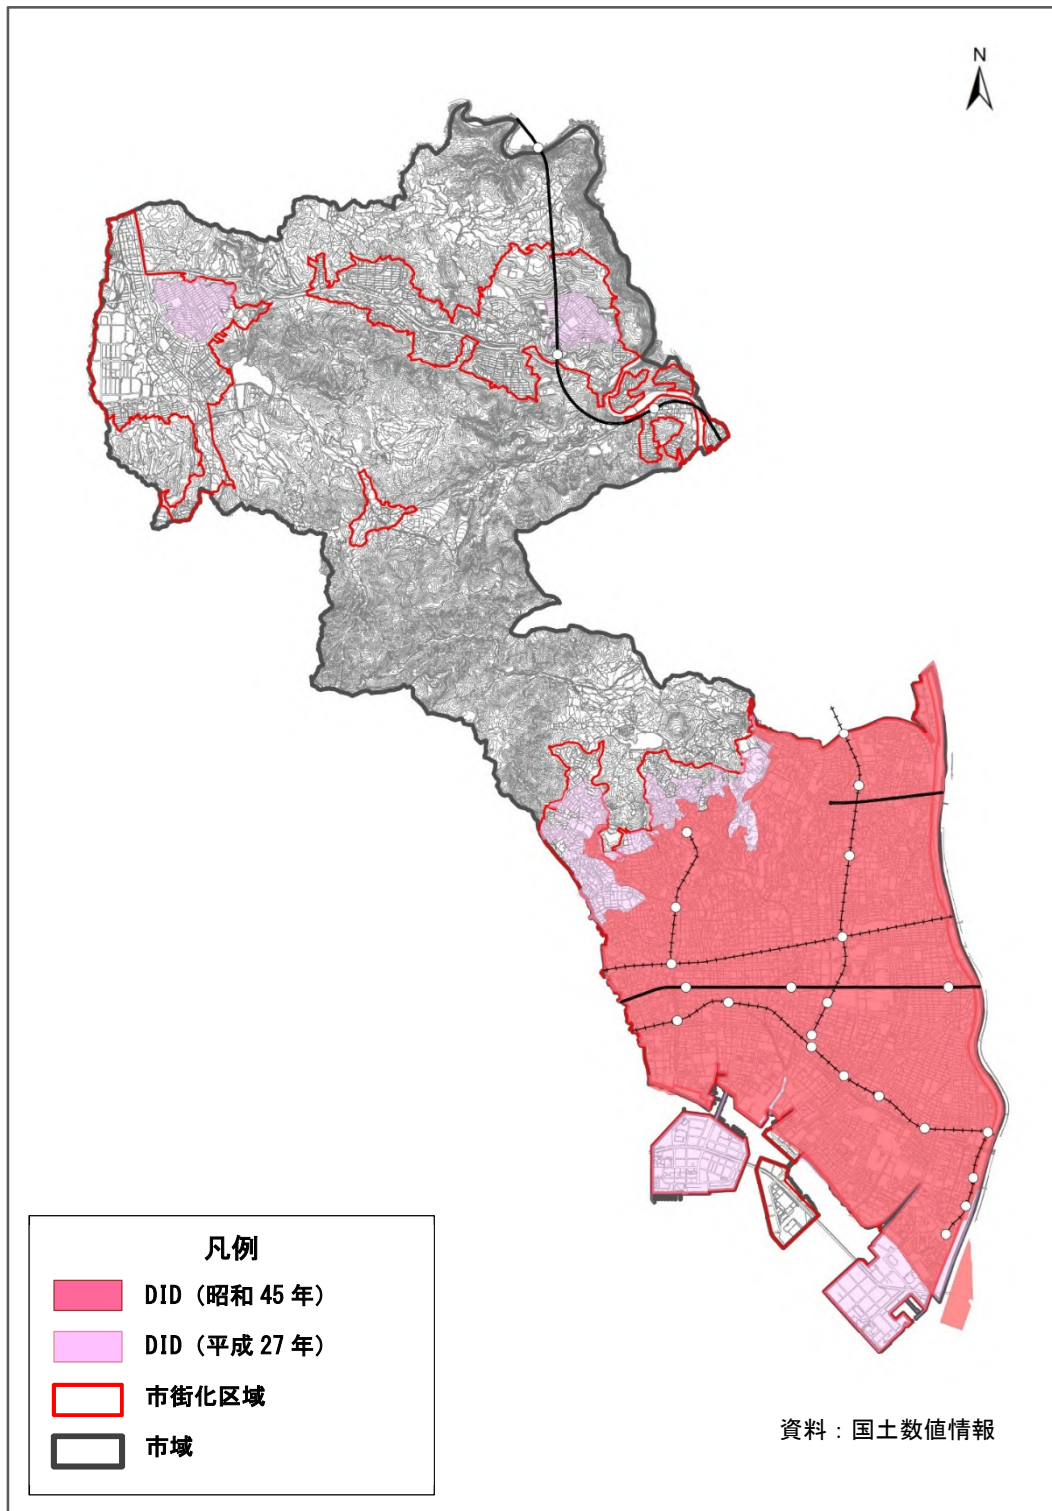 N
凡例
DID（昭和 45 年）
DID（平成 27 年）
市街化区域
市域
資料：国土数値情報